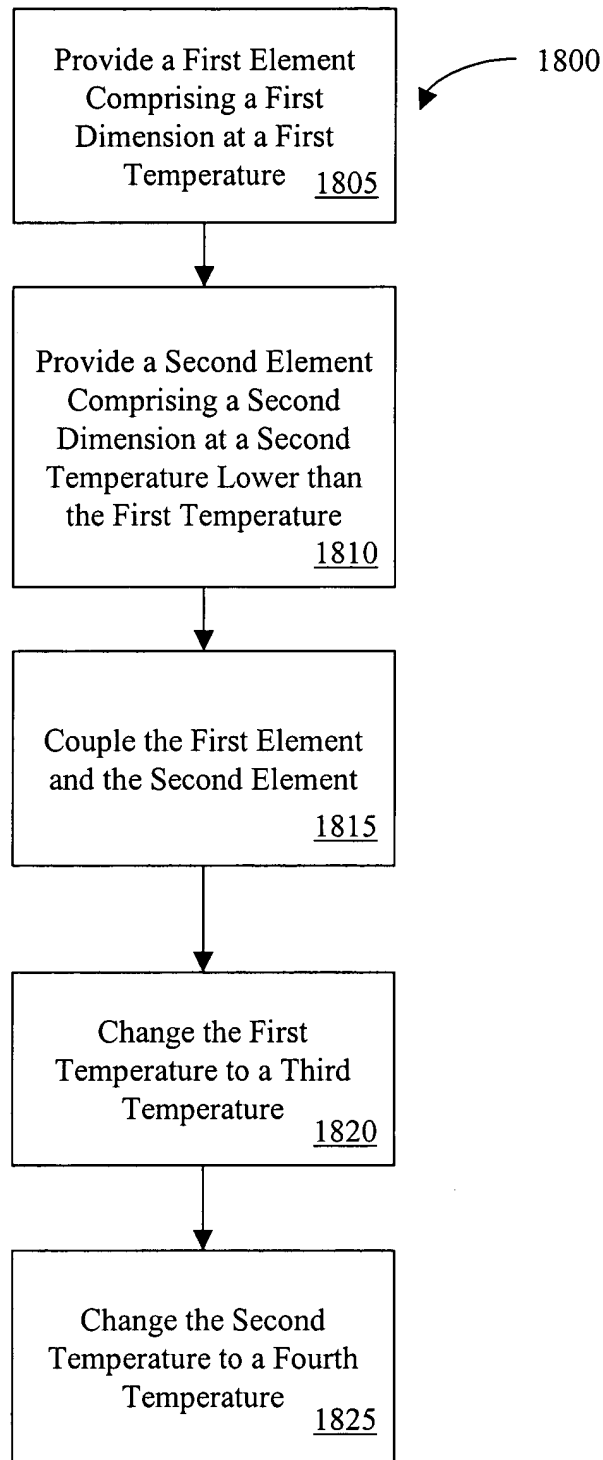 Provide a First Element
Comprising a First
Dimension at a First
Temperature 1805
1800
Provide a Second Element
Comprising a Second
Dimension at a Second
Temperature Lower than
the First Temperature
1810
Couple the First Element
and the Second Element
1815
Change the First
Temperature to a Third
Temperature
1820
Change the Second
Temperature to a Fourth
Temperature
1825